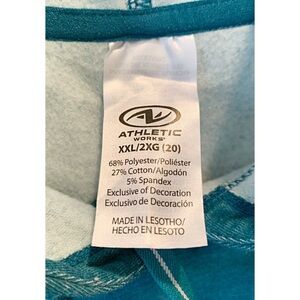 ATHLETIC
WORKS
XXL/2XG (20)
68% Polyester/Poliéster
27% Cotton/Algodón
5% Spandex
Exclusive of Decoration
Exclusivo de Decoración
MADE IN LESOTHO/
HECHO EN LESOTO